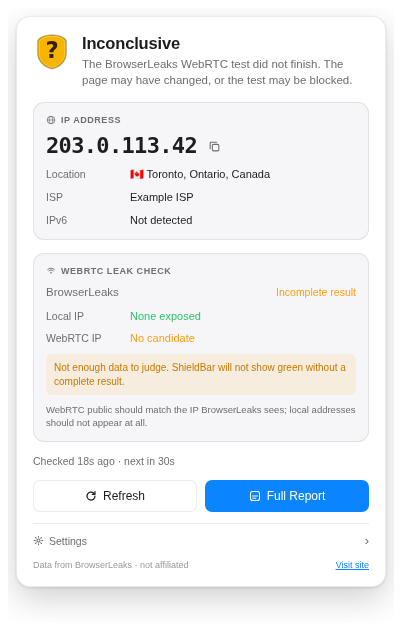 ?
Inconclusive
The BrowserLeaks WebRTC test did not finish. The
page may have changed, or the test may be blocked.
IP ADDRESS
203.0.113.42
Location Toronto, Ontario, Canada
ISP Example ISP
IPv6 Not detected
WEBRTC LEAK CHECK
BrowserLeaks Incomplete result
Local IP None exposed
WebRTC IP No candidate
Not enough data to judge. ShieldBar will not show green without a
complete result.
WebRTC public should match the IP BrowserLeaks sees; local addresses
should not appear at all.
Checked 18s ago · next in 30s
Refresh Full Report
Settings ›
Data from BrowserLeaks · not affiliated Visit site